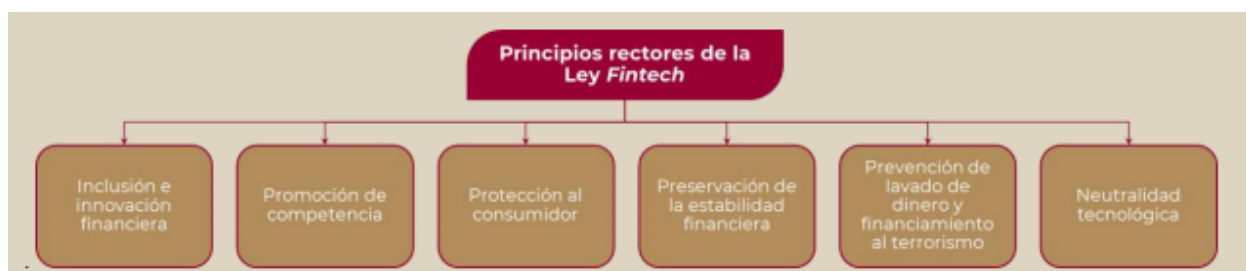 Principios rectores de la
Ley Fintech
Inclusión e
innovación
financiera
Promoción de
competencia
Protección al
consumidor
Preservación de
la estabilidad
financiera
Prevención de
lavado de
dinero y
financiamiento
al terrorismo
Neutralidad
tecnológica